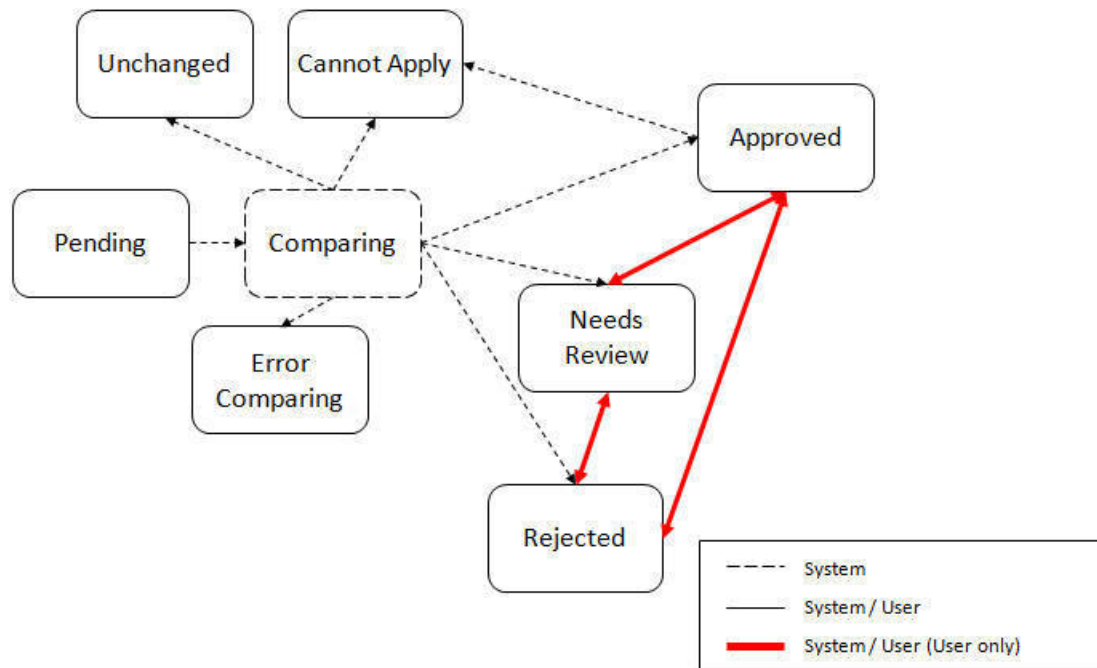 Unchanged
Cannot Apply
Approved
Pending
Comparing
Needs
Review
Error
Comparing
Rejected
System
System / User
System / User (User only)